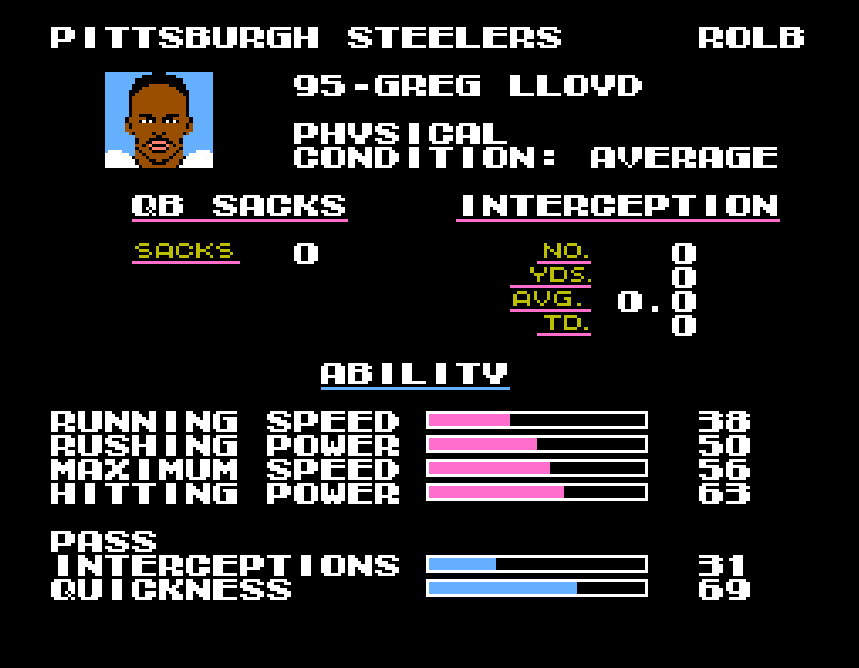 PITTSBURGH STEELERS ROLB
95-GREG LLOYD
PHYSICAL
CONDITION: AVERAGE
QB SACKS INTERCEPTION
SACKS 0 NO. 0
YDS. 0
AVG. 0.0
TD. 0
ABILITY
RUNNING SPEED 38
RUSHING POWER 50
MAXIMUM SPEED 56
HITTING POWER 63
PASS
INTERCEPTIONS 31
QUICKNESS 69